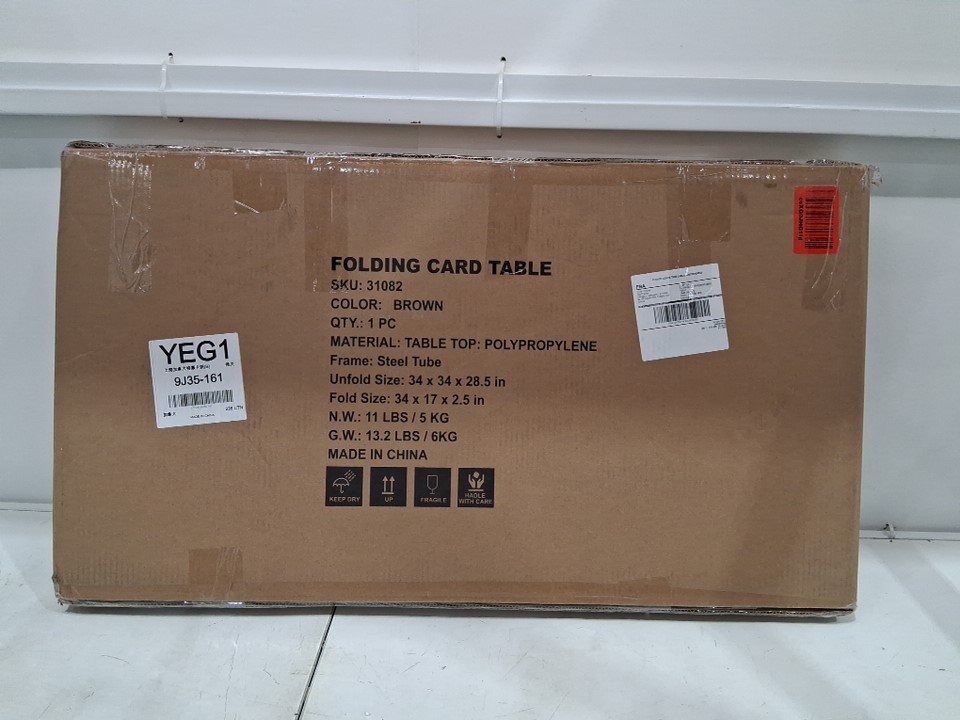 FOLDING CARD TABLE
SKU: 31082
COLOR: BROWN
QTY.: 1 PC
MATERIAL: TABLE TOP: POLYPROPYLENE
Frame: Steel Tube
Unfold Size: 34 x 34 x 28.5 in
Fold Size: 34 x 17 x 2.5 in
N.W.: 11 LBS / 5 KG
G.W.: 13.2 LBS / 6KG
MADE IN CHINA
KEEP DRY
UP
FRAGILE
HADLE
WITH CARE
YEG1
9J35-161